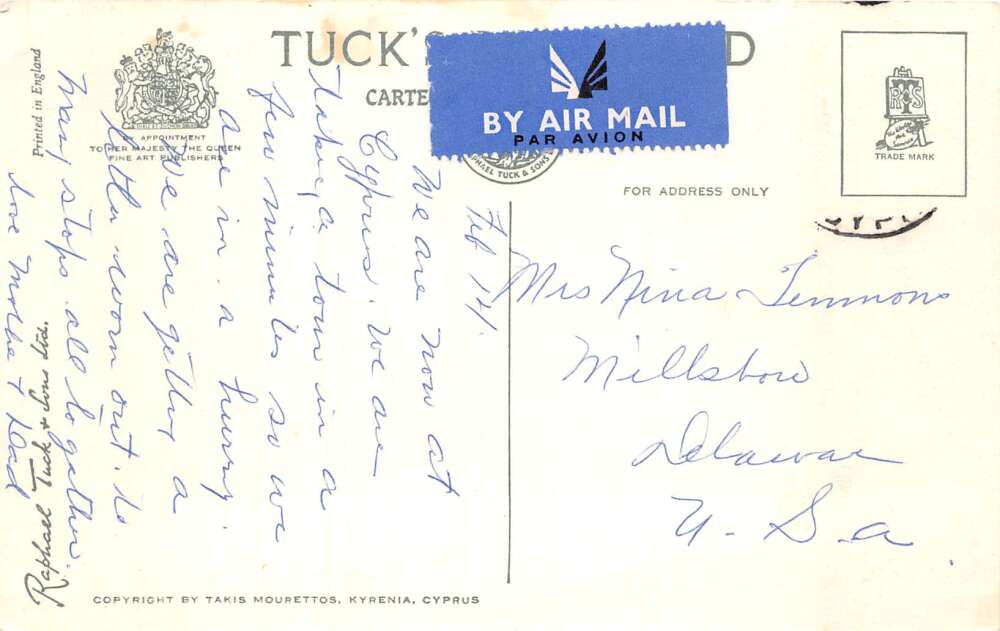 TUCK'S
CARTE
BY AIR MAIL
PAR AVION
RAPHAEL TUCK & SONS
BY APPOINTMENT
TO HER MAJESTY THE QUEEN
FINE ART PUBLISHERS
Printed in England
Raphael Tuck & Sons Ltd.
FOR ADDRESS ONLY
TRADE MARK
Feb 14.
We are now at
Cyprus. We are
taking a tour in a
few minutes so we
are in a hurry.
We are getting a
little worn out. to
many stops all together.
love Mother & Dad
Mrs Nina Timmons
Millsboro
Delaware
U.S.a
COPYRIGHT BY TAKIS MOURETTOS, KYRENIA, CYPRUS